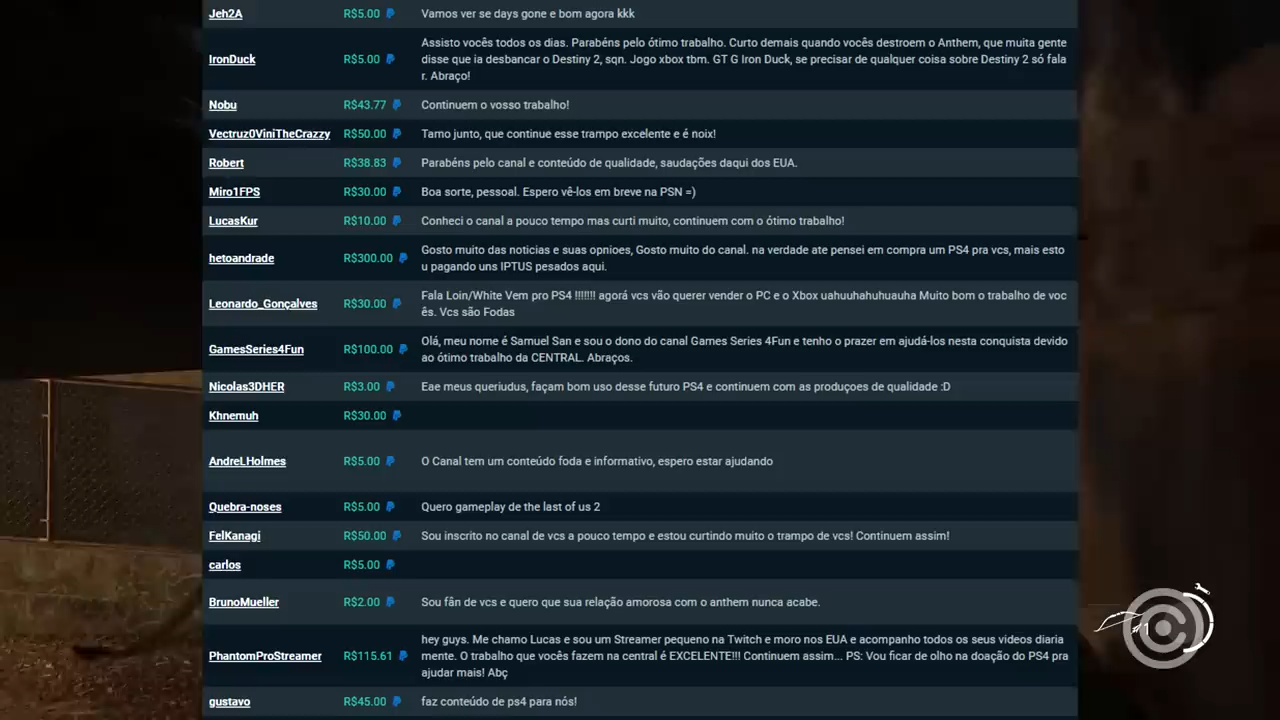 Jeh2A R$5.00 Vamos ver se days gone e bom agora kkk
Assisto vocês todos os dias. Parabéns pelo ótimo trabalho. Curto demais quando vocês destroem o Anthem, que muita gente
IronDuck R$5.00 disse que ia desbancar o Destiny 2, sqn. Jogo xbox tbm. GT G Iron Duck, se precisar de qualquer coisa sobre Destiny 2 só fala
r. Abraço!
Nobu R$43.77 Continuem o vosso trabalho!
Vectruz0ViniTheCrazzy R$50.00 Tamo junto, que continue esse trampo excelente e é noix!
Robert R$38.83 Parabéns pelo canal e conteúdo de qualidade, saudações daqui dos EUA.
Miro1FPS R$30.00 Boa sorte, pessoal. Espero vê-los em breve na PSN =)
LucasKur R$10.00 Conheci o canal a pouco tempo mas curti muito, continuem com o ótimo trabalho!
Gosto muito das noticias e suas opnioes, Gosto muito do canal. na verdade ate pensei em compra um PS4 pra vcs, mais esto
hetoandrade R$300.00 u pagando uns IPTUS pesados aqui.
Fala Loin/White Vem pro PS4 !!!!!!! agorá vcs vão querer vender o PC e o Xbox uahuuhahuhuauha Muito bom o trabalho de voc
Leonardo_Gonçalves R$30.00 ês. Vcs são Fodas
Olá, meu nome é Samuel San e sou o dono do canal Games Series 4Fun e tenho o prazer em ajudá-los nesta conquista devido
GamesSeries4Fun R$100.00 ao ótimo trabalho da CENTRAL. Abraços.
Nicolas3DHER R$3.00 Eae meus queriudus, façam bom uso desse futuro PS4 e continuem com as produçoes de qualidade :D
Khnemuh R$30.00
AndreLHolmes R$5.00 O Canal tem um conteúdo foda e informativo, espero estar ajudando
Quebra-noses R$5.00 Quero gameplay de the last of us 2
FelKanagi R$50.00 Sou inscrito no canal de vcs a pouco tempo e estou curtindo muito o trampo de vcs! Continuem assim!
carlos R$5.00
BrunoMueller R$2.00 Sou fãn de vcs e quero que sua relação amorosa com o anthem nunca acabe.
hey guys. Me chamo Lucas e sou um Streamer pequeno na Twitch e moro nos EUA e acompanho todos os seus vídeos diaria
PhantomProStreamer R$115.61 mente. O trabalho que vocês fazem na central é EXCELENTE!!! Continuem assim... PS: Vou ficar de olho na doação do PS4 pra
ajudar mais! Abç
gustavo R$45.00 faz conteúdo de ps4 para nós!
1